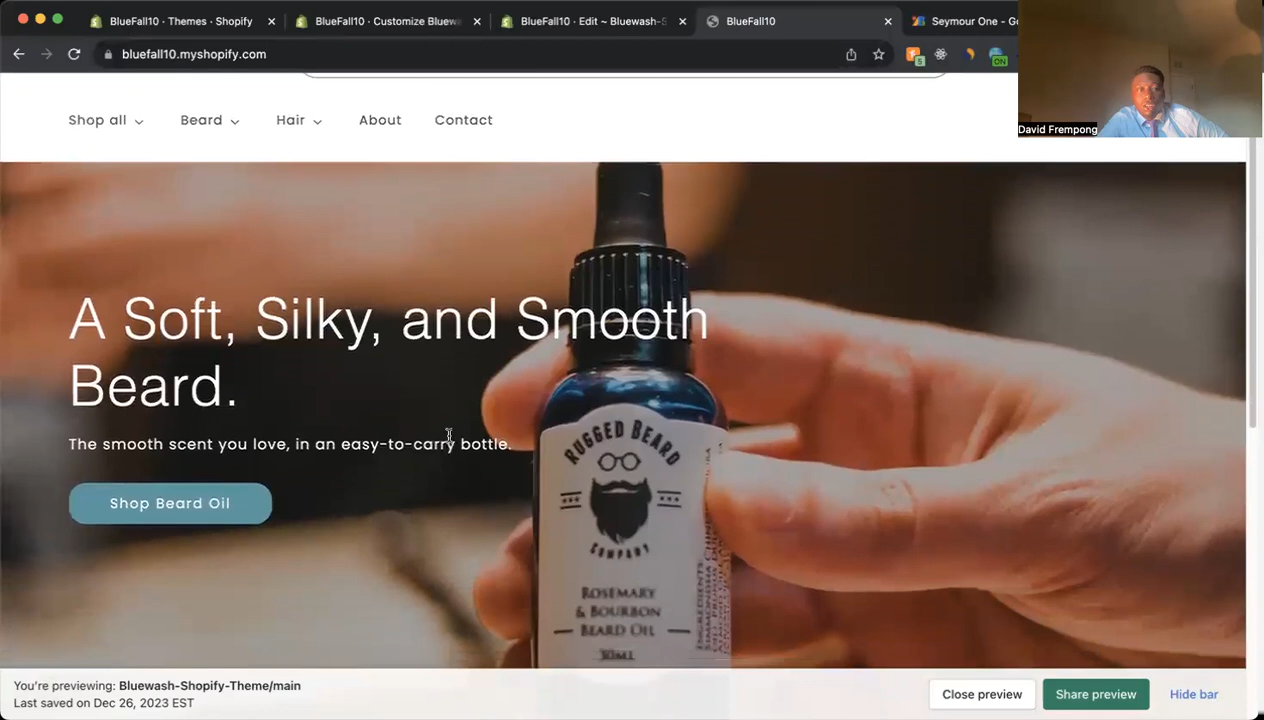 BlueFall10 · Themes · Shopify
BlueFall10 · Customize Bluew
BlueFall10 · Edit ~ Bluewash-S
BlueFall10
Seymour One - Go
bluefall10.myshopify.com
5
ON
David Frempong
Shop all
Beard
Hair
About
Contact
A Soft, Silky, and Smooth
Beard.
The smooth scent you love, in an easy-to-carry bottle.
Shop Beard Oil
RUGGED BEARD
COMPANY
ROSEMARY
& BOURBON
BEARD OIL
30ML
You're previewing: Bluewash-Shopify-Theme/main
Last saved on Dec 26, 2023 EST
Close preview
Share preview
Hide bar